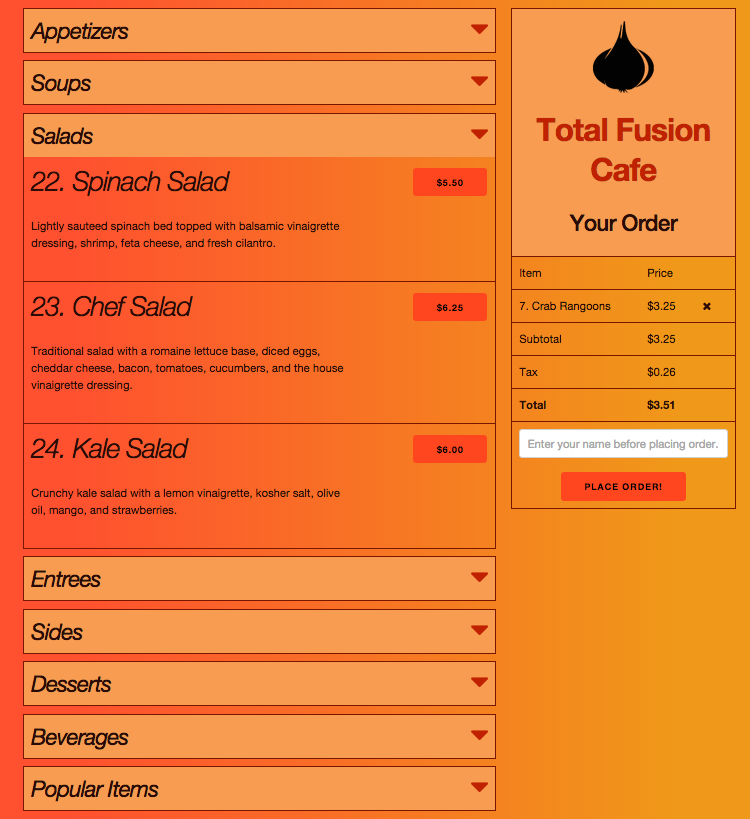 Appetizers
Soups
Salads
22. Spinach Salad
$5.50
Lightly sauteed spinach bed topped with balsamic vinaigrette
dressing, shrimp, feta cheese, and fresh cilantro.
23. Chef Salad
$6.25
Traditional salad with a romaine lettuce base, diced eggs,
cheddar cheese, bacon, tomatoes, cucumbers, and the house
vinaigrette dressing.
24. Kale Salad
$6.00
Crunchy kale salad with a lemon vinaigrette, kosher salt, olive
oil, mango, and strawberries.
Entrees
Sides
Desserts
Beverages
Popular Items
Total Fusion
Cafe
Your Order
Item Price
7. Crab Rangoons $3.25 ✖
Subtotal $3.25
Tax $0.26
Total $3.51
Enter your name before placing order.
PLACE ORDER!